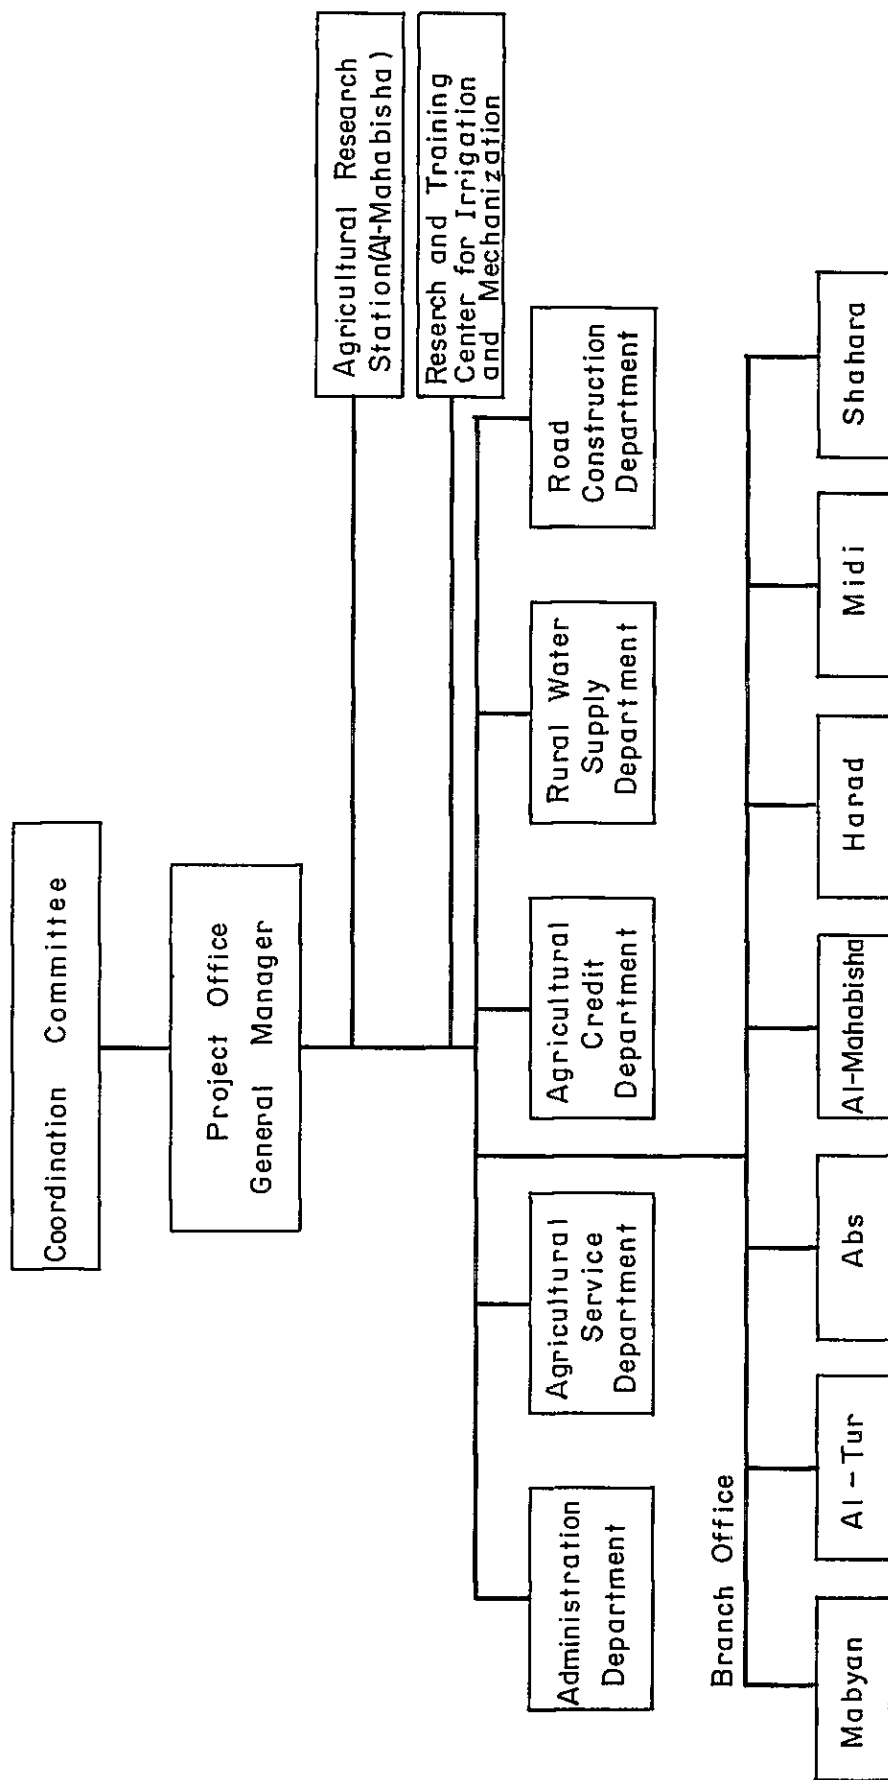 Coordination Committee
Project Office
General Manager
Agricultural Research
Station(Al-Mahabisha)
Reserch and Training
Center for Irrigation
and Mechanization
Administration
Department
Agricultural
Service
Department
Agricultural
Credit
Department
Rural Water
Supply
Department
Road
Construction
Department
Branch Office
Mabyan
Al-Tur
Abs
Al-Mahabisha
Harad
Midi
Shahara